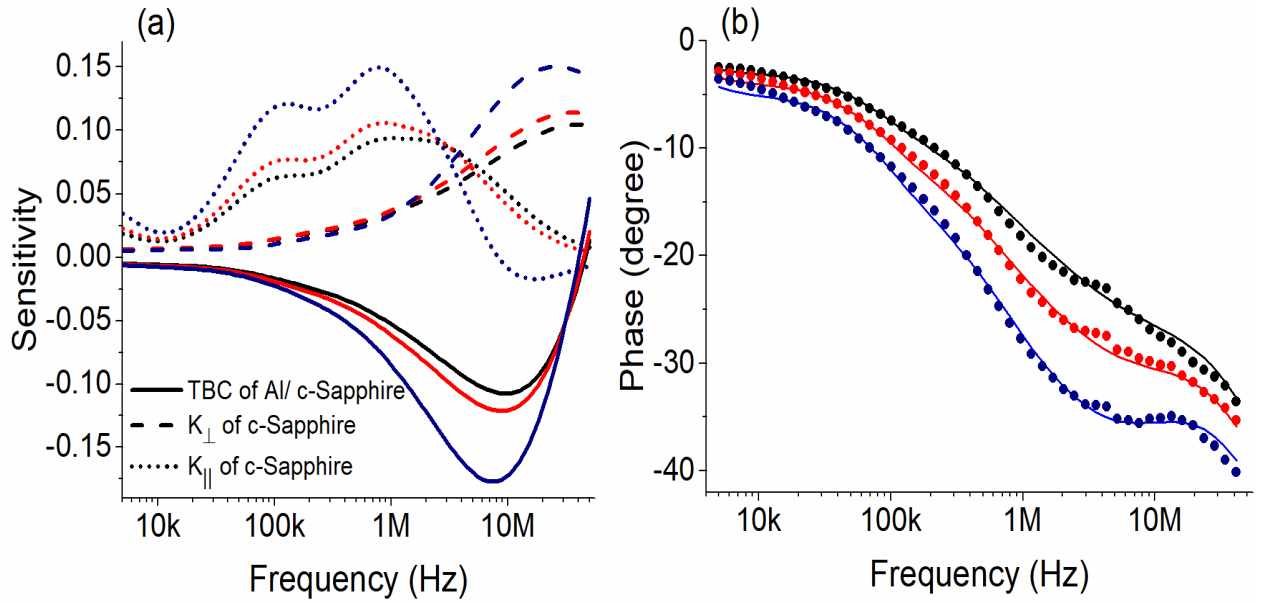 (a)
0.15
0.10
0.05
0.00
-0.05
-0.10
-0.15
Sensitivity
TBC of Al/ c-Sapphire
K⊥ of c-Sapphire
K|| of c-Sapphire
10k 100k 1M 10M
Frequency (Hz)
(b)
0
-10
-20
-30
-40
Phase (degree)
10k 100k 1M 10M
Frequency (Hz)